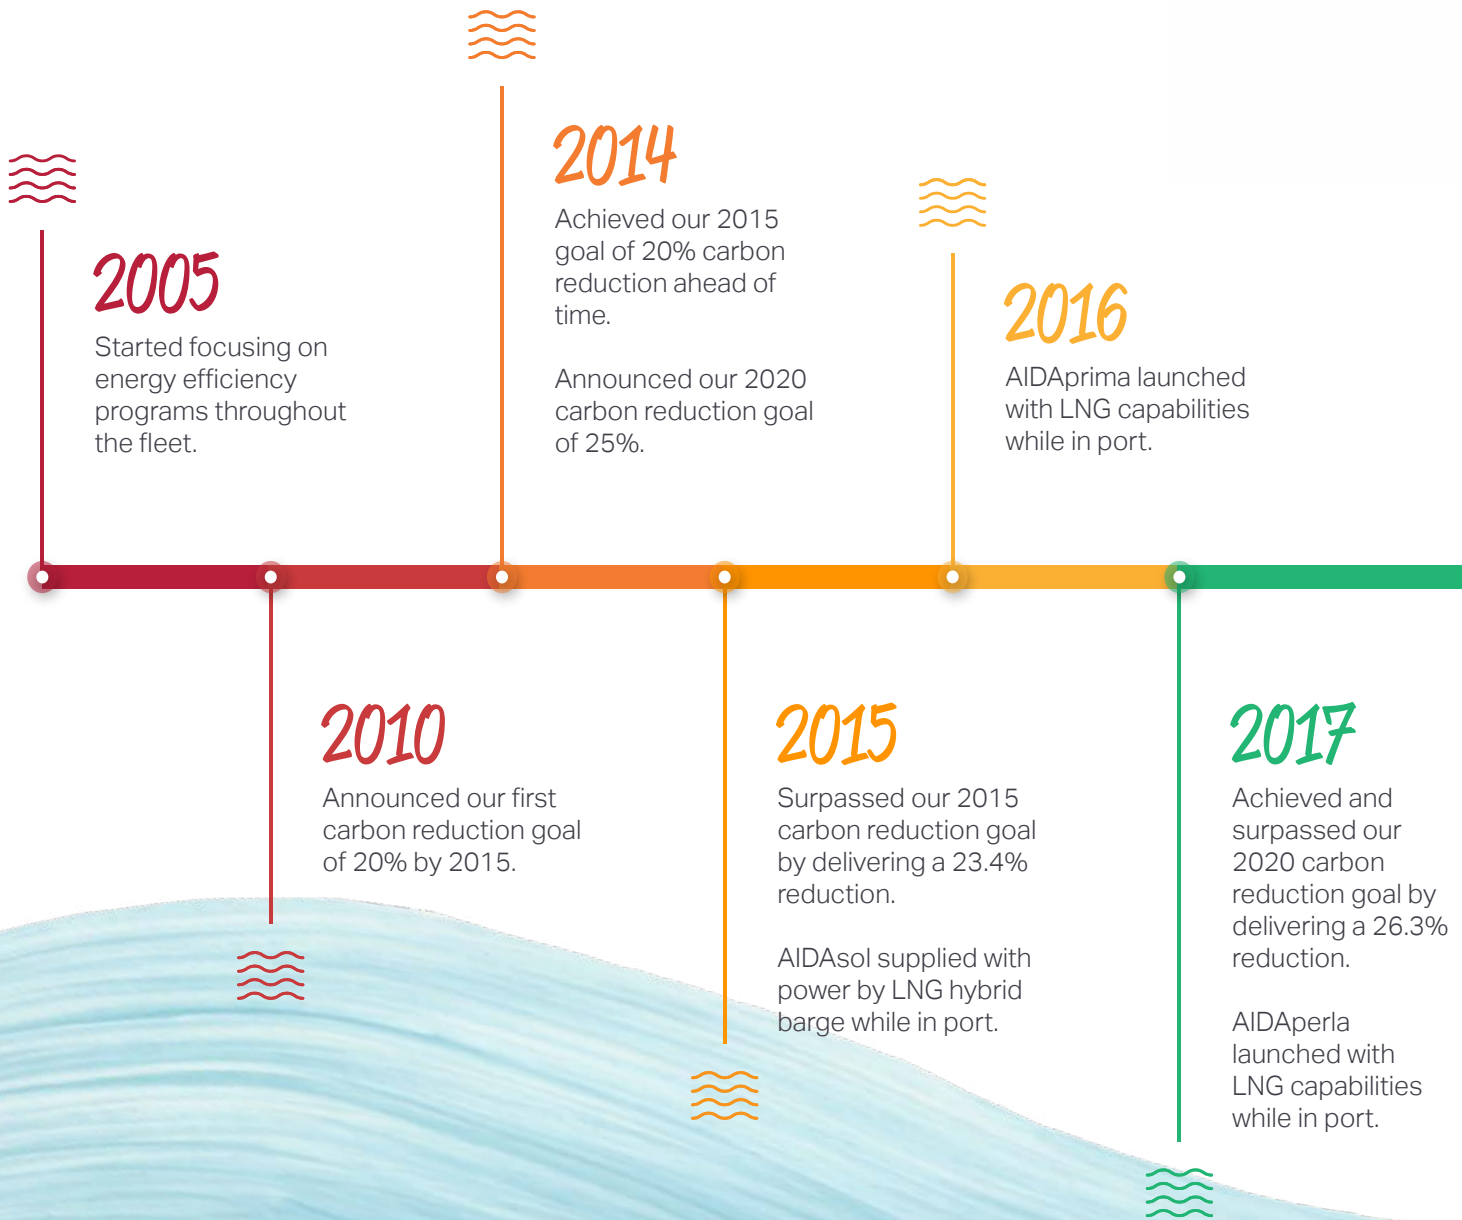 2005
Started focusing on
energy efficiency
programs throughout
the fleet.
2010
Announced our first
carbon reduction goal
of 20% by 2015.
2014
Achieved our 2015
goal of 20% carbon
reduction ahead of
time.
Announced our 2020
carbon reduction goal
of 25%.
2015
Surpassed our 2015
carbon reduction goal
by delivering a 23.4%
reduction.
AIDAsol supplied with
power by LNG hybrid
barge while in port.
2016
AIDAprima launched
with LNG capabilities
while in port.
2017
Achieved and
surpassed our
2020 carbon
reduction goal by
delivering a 26.3%
reduction.
AIDAperla
launched with
LNG capabilities
while in port.